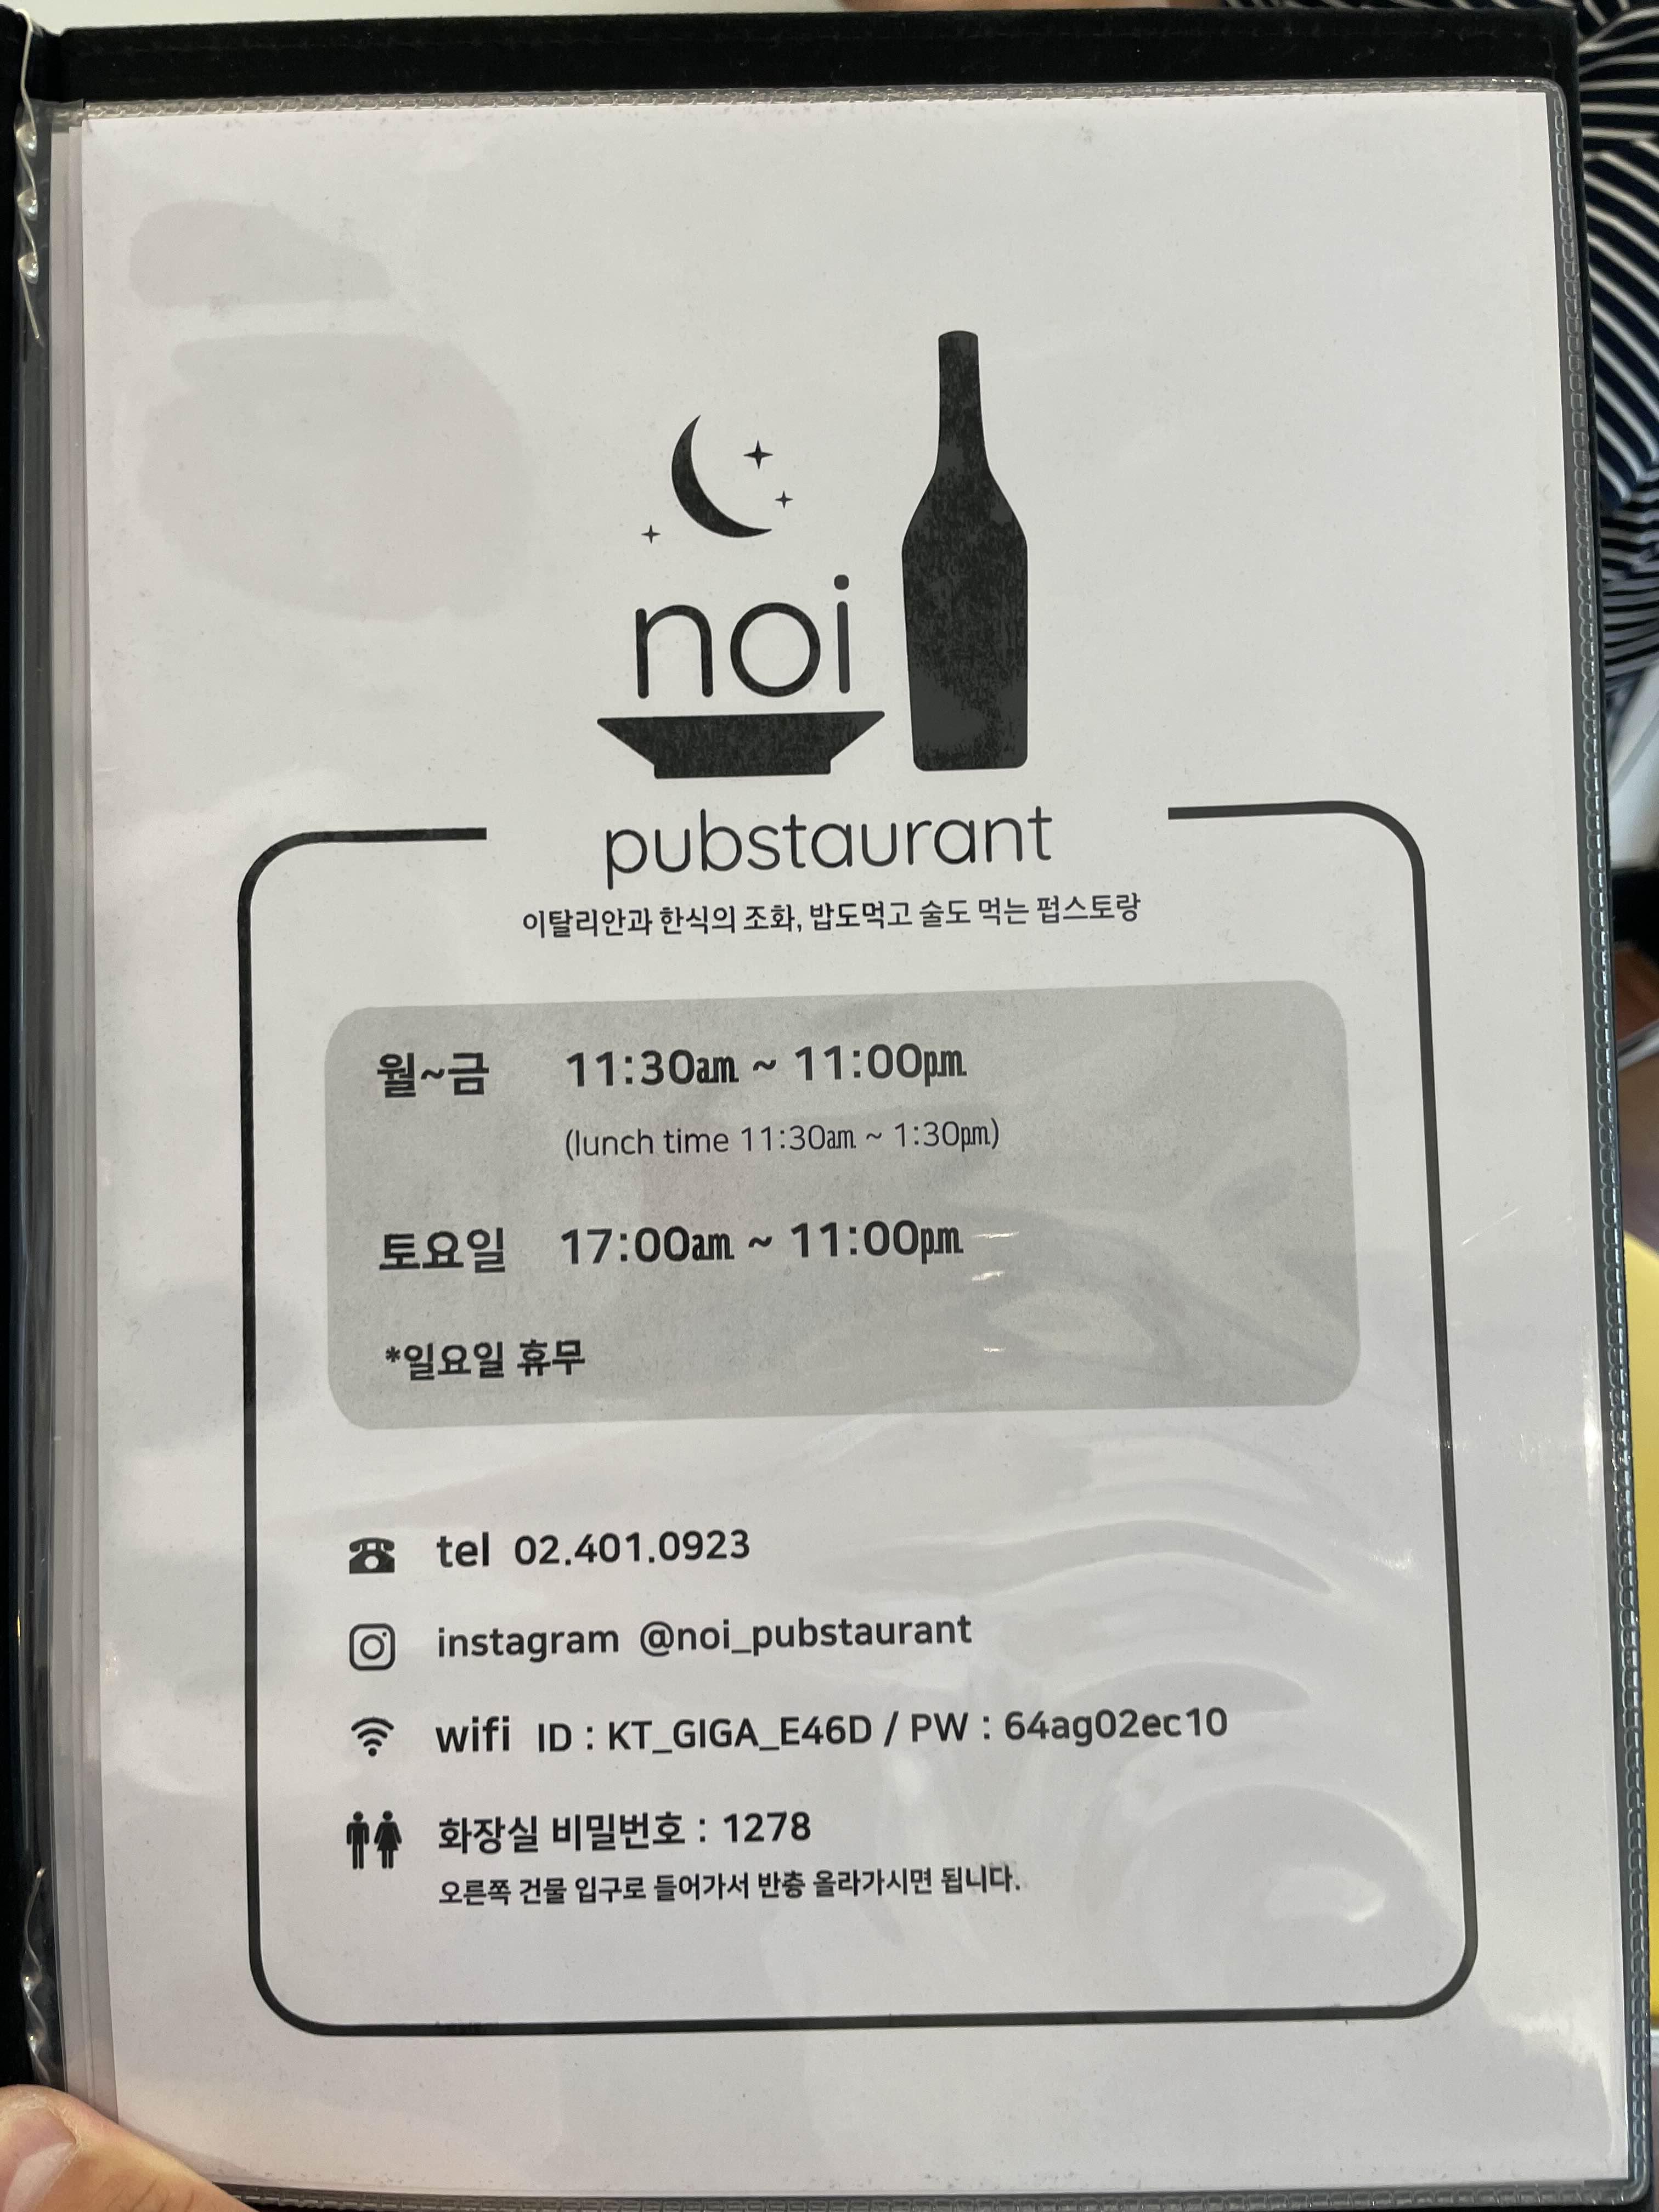 noi
pubstaurant
이탈리안과 한식의 조화, 밥도먹고 술도 먹는 펍스토랑
월~금 11:30am ~ 11:00pm
(lunch time 11:30am ~ 1:30pm)
토요일 17:00am ~ 11:00pm
*일요일 휴무
tel 02.401.0923
instagram @noi_pubstaurant
wifi ID : KT_GIGA_E46D / PW : 64ag02ec10
화장실 비밀번호 : 1278
오른쪽 건물 입구로 들어가서 반층 올라가시면 됩니다.